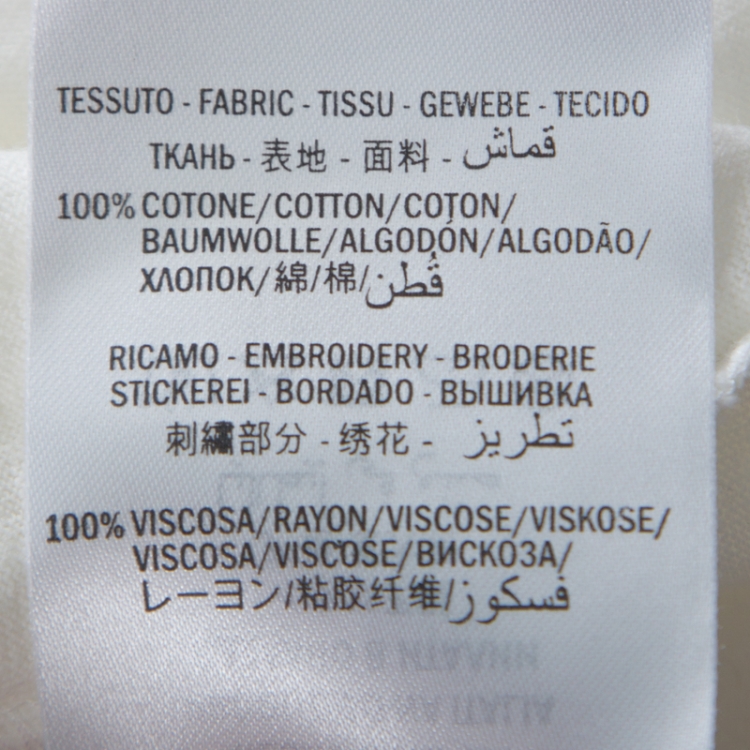 TESSUTO - FABRIC - TISSU - GEWEBE - TECIDO
ТКАНЬ - 表地 - 面料 - قماش
100% COTONE/COTTON/COTON/
BAUMWOLLE/ALGODÓN/ALGODÃO/
ХЛОПОК/綿/棉/قُطن
RICAMO - EMBROIDERY - BRODERIE
STICKEREI - BORDADO - ВЫШИВКА
刺繍部分 - 绣花 - تطريز
100% VISCOSA/RAYON/VISCOSE/VISKOSE/
VISCOSA/VISCOSE/ВИСКОЗА/
レーヨン/粘胶纤维/فسكوز